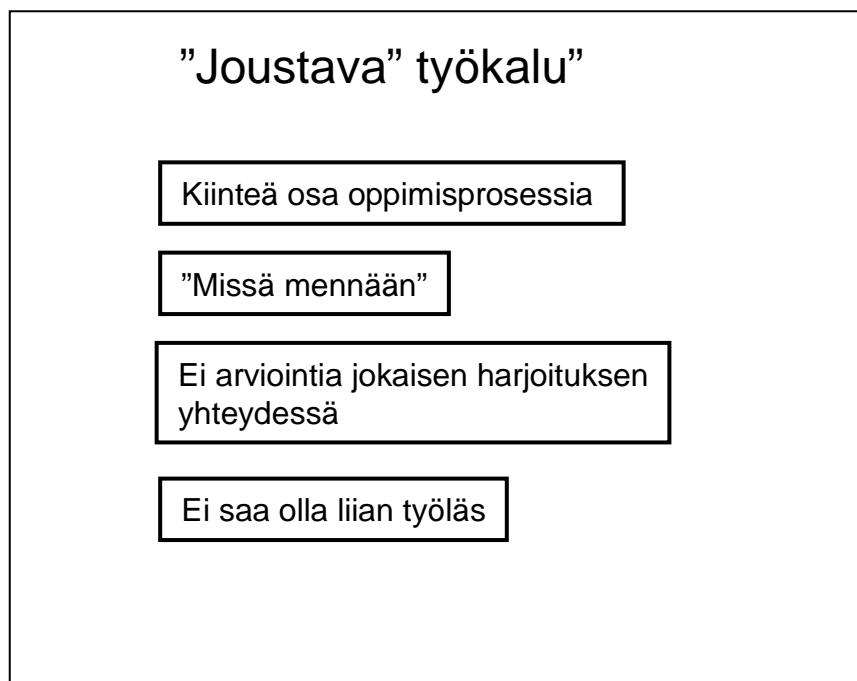 ”Joustava” työkalu”
Kiinteä osa oppimisprosessia
”Missä mennään”
Ei arviointia jokaisen harjoituksen
yhteydessä
Ei saa olla liian työläs